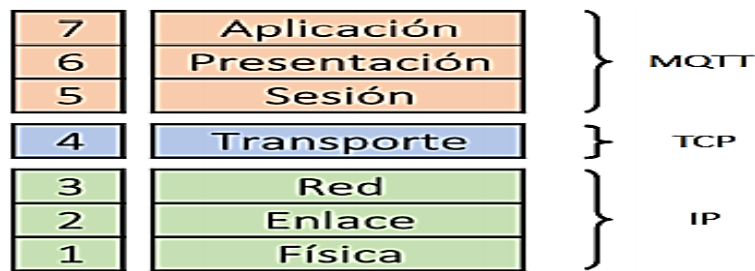 7 Aplicación
6 Presentación MQTT
5 Sesión
4 Transporte TCP
3 Red
2 Enlace IP
1 Física